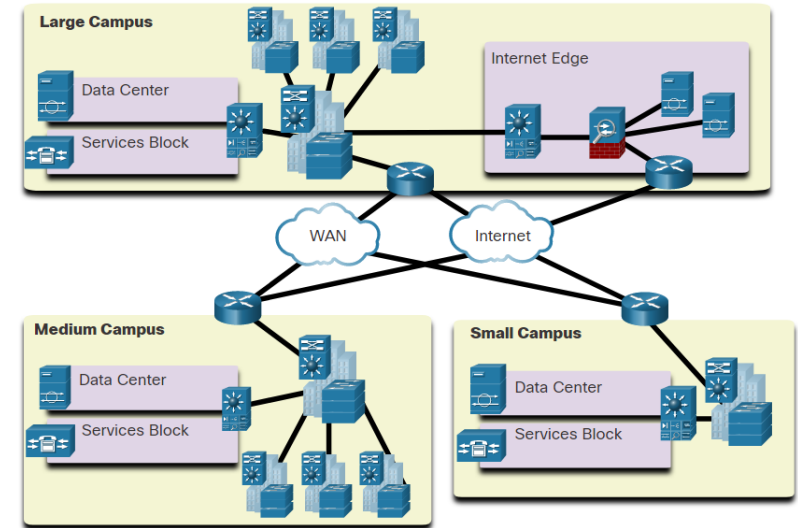 Large Campus
Data Center
Services Block
Internet Edge
WAN
Internet
Medium Campus
Data Center
Services Block
Small Campus
Data Center
Services Block